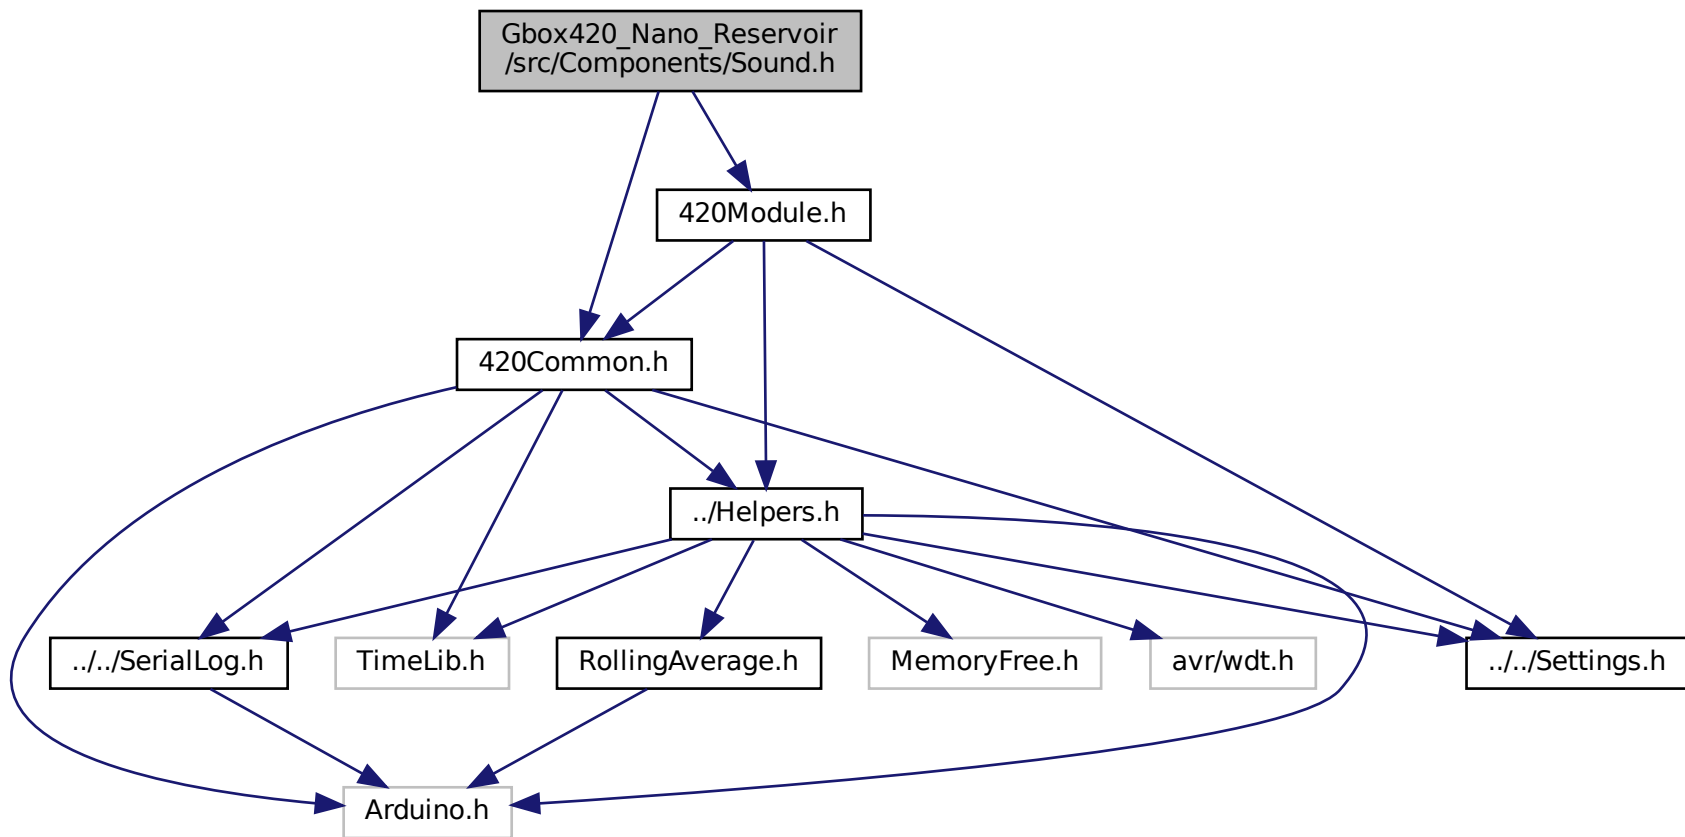 Gbox420_Nano_Reservoir
/src/Components/Sound.h
420Module.h
420Common.h
../Helpers.h
../../SerialLog.h
TimeLib.h
RollingAverage.h
MemoryFree.h
avr/wdt.h
../../Settings.h
Arduino.h